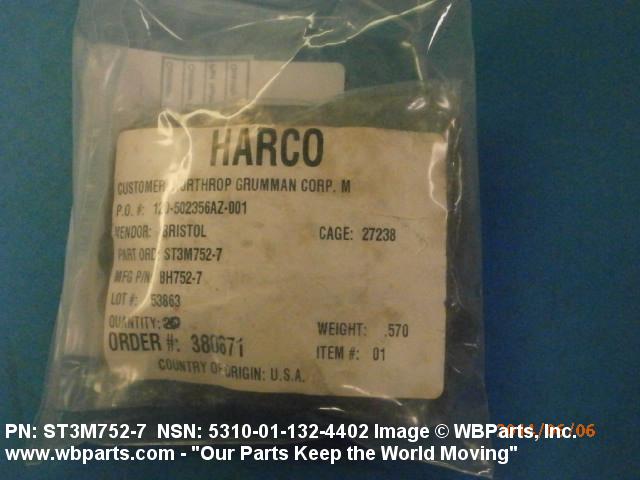 HARCO
CUSTOMER NORTHROP GRUMMAN CORP. M
P.O. #: 120-502356AZ-001
VENDOR: BRISTOL CAGE: 27238
PART ORD: ST3M752-7
MFG P/N: BH752-7
LOT #: 53863
QUANTITY: 20 WEIGHT: .570
ORDER #: 380671 ITEM #: 01
COUNTRY OF ORIGIN: U.S.A.
PN: ST3M752-7 NSN: 5310-01-132-4402 Image © WBParts, Inc.
www.wbparts.com - "Our Parts Keep the World Moving"